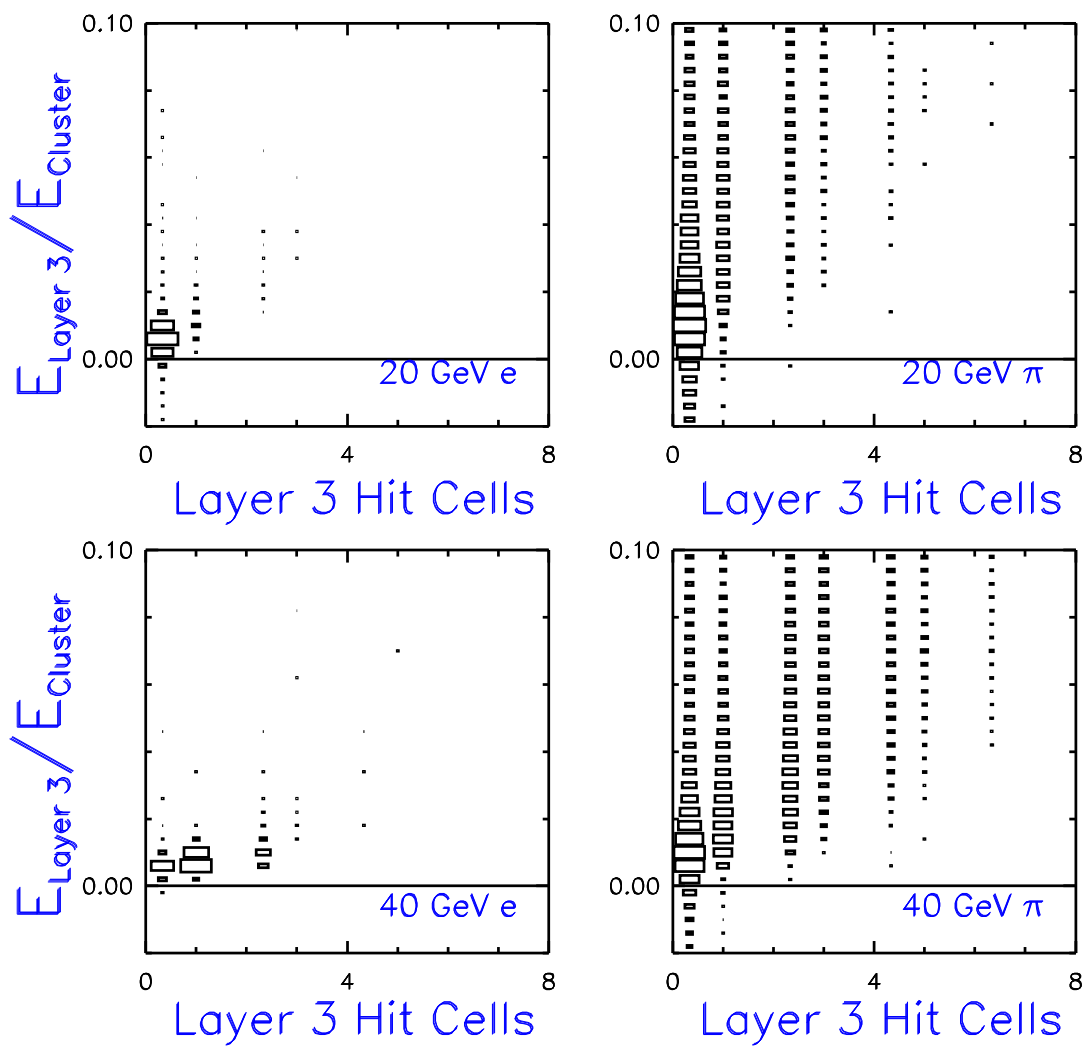 0.10
0.00
E_Layer 3/E_Cluster
20 GeV e
0 4 8
Layer 3 Hit Cells
20 GeV π
0 4 8
Layer 3 Hit Cells
0.10
0.00
E_Layer 3/E_Cluster
40 GeV e
0 4 8
Layer 3 Hit Cells
0.10
0.00
40 GeV π
0 4 8
Layer 3 Hit Cells
0.10
0.00